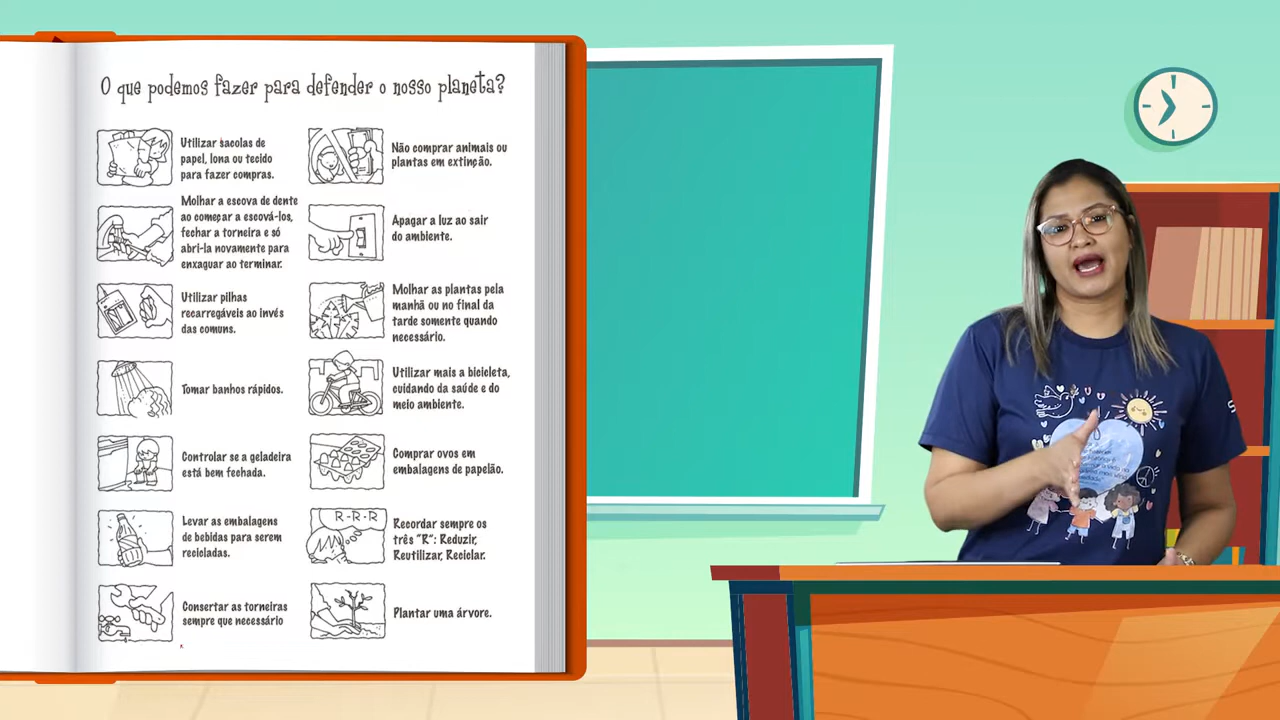 O que podemos fazer para defender o nosso planeta?
Utilizar sacolas de
papel, lona ou tecido
para fazer compras.
Molhar a escova de dente
ao começar a escová-los,
fechar a torneira e só
abri-la novamente para
enxaguar ao terminar.
Utilizar pilhas
recarregáveis ao invés
das comuns.
Tomar banhos rápidos.
Controlar se a geladeira
está bem fechada.
Levar as embalagens
de bebidas para serem
recicladas.
Consertar as torneiras
sempre que necessário
Não comprar animais ou
plantas em extinção.
Apagar a luz ao sair
do ambiente.
Molhar as plantas pela
manhã ou no final da
tarde somente quando
necessário.
Utilizar mais a bicicleta,
cuidando da saúde e do
meio ambiente.
Comprar ovos em
embalagens de papelão.
R-R-R
Recordar sempre os
três "R": Reduzir,
Reutilizar, Reciclar.
Plantar uma árvore.